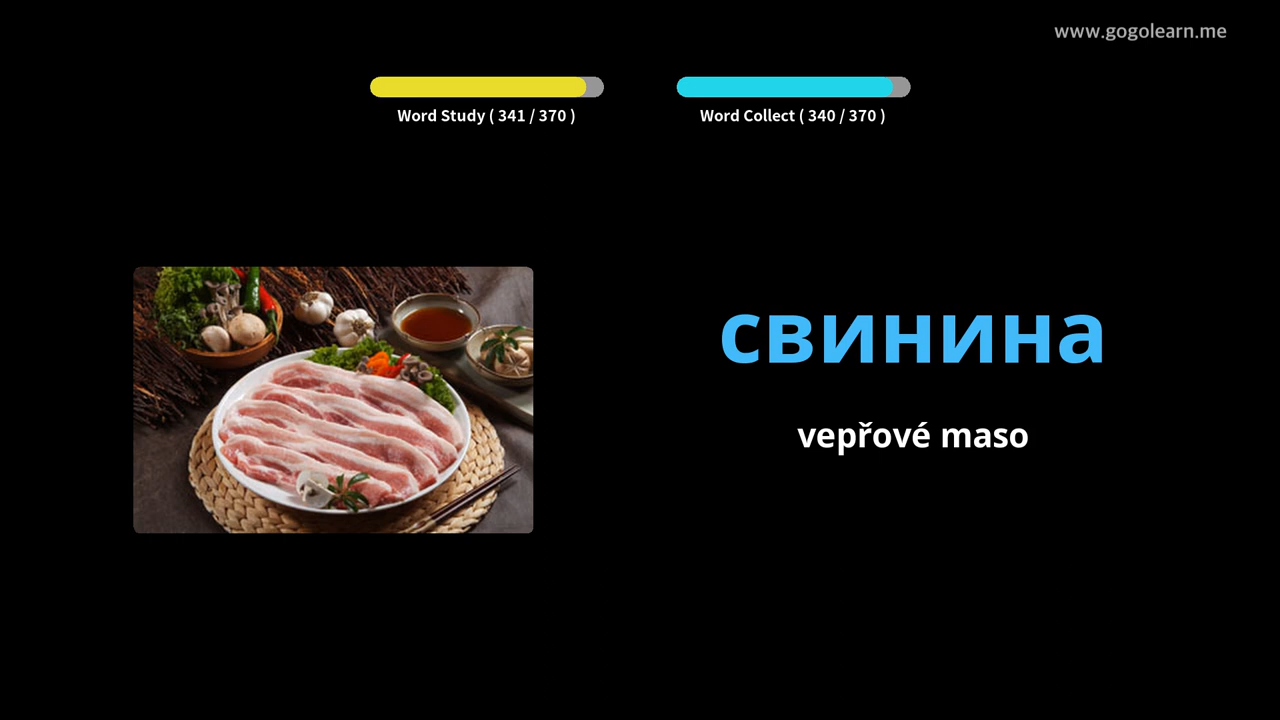 www.gogolearn.me
Word Study ( 341 / 370 )
Word Collect ( 340 / 370 )
свинина
vepřové maso